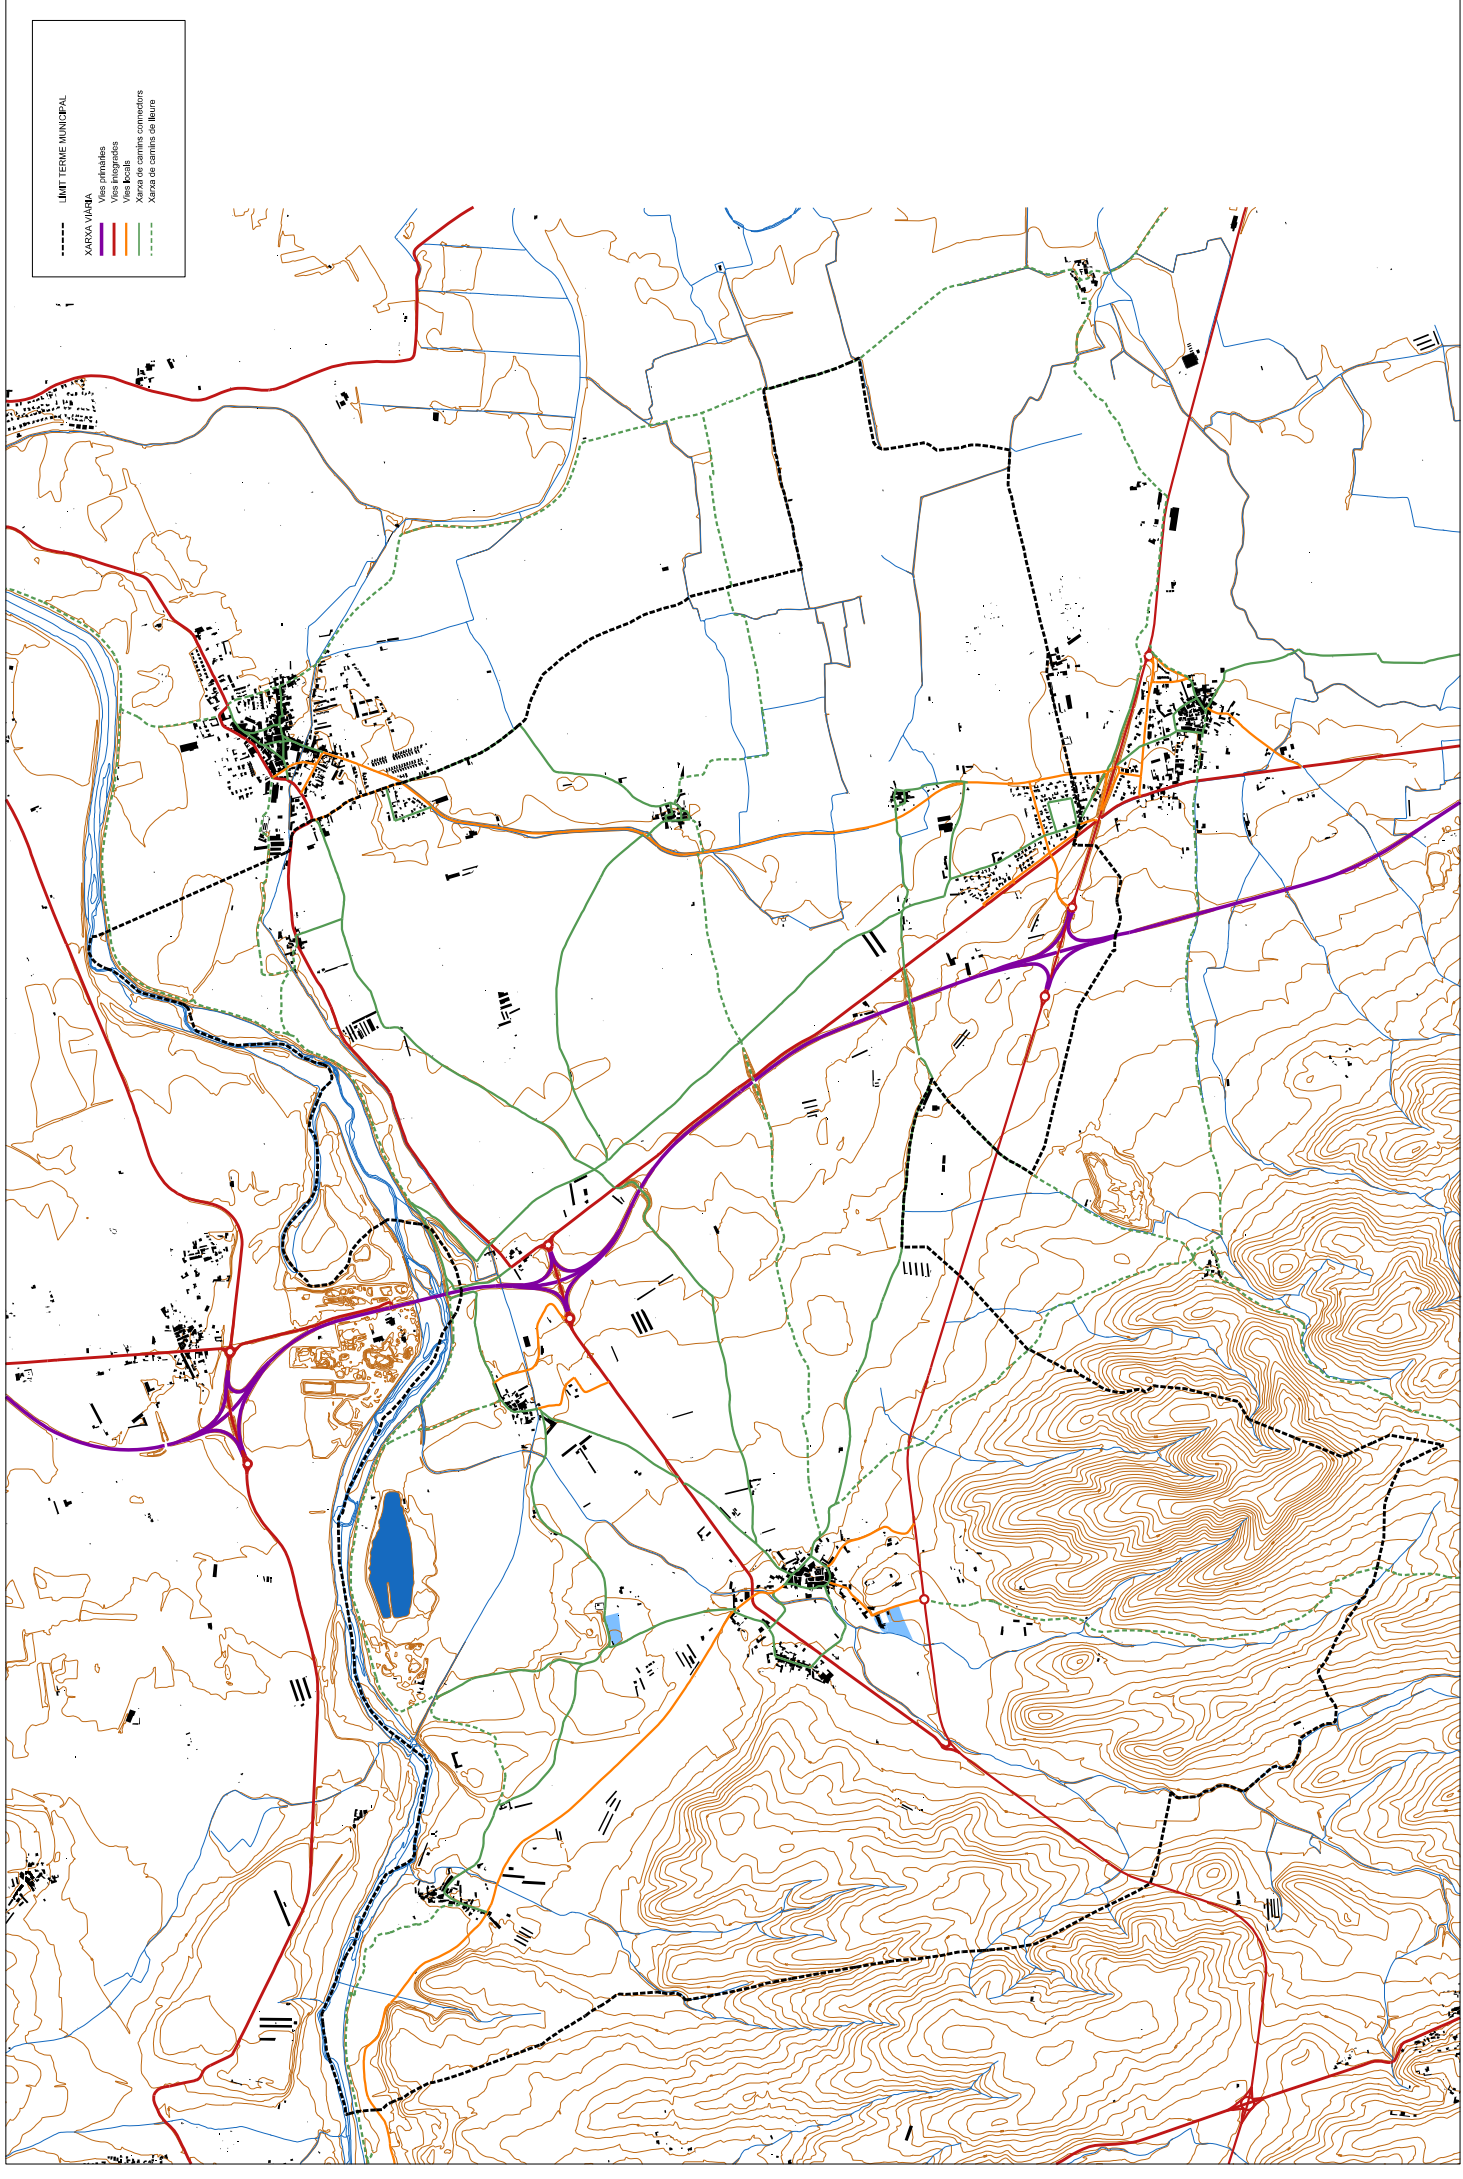 LÍMIT TERME MUNICIPAL
XARXA VIÀRIA
Vies primàries
Vies integrades
Vies locals
Xarxa de camins connectors
Xarxa de camins de lleure